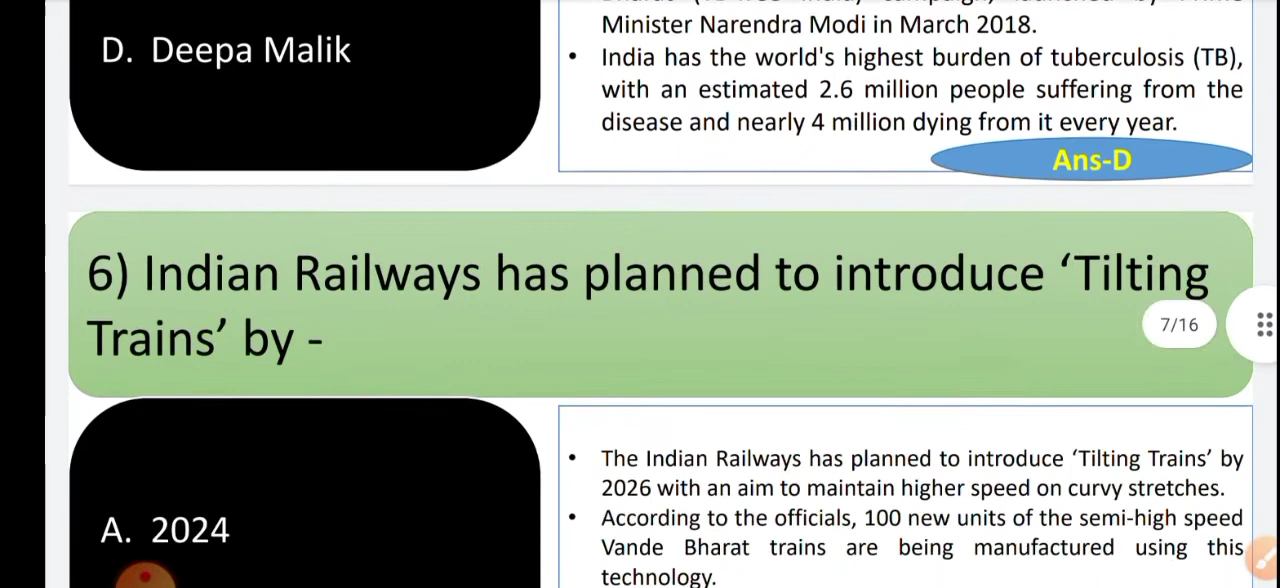 D. Deepa Malik
Minister Narendra Modi in March 2018.
• India has the world's highest burden of tuberculosis (TB),
with an estimated 2.6 million people suffering from the
disease and nearly 4 million dying from it every year.
Ans-D
6) Indian Railways has planned to introduce ‘Tilting
Trains’ by -
7/16
A. 2024
• The Indian Railways has planned to introduce ‘Tilting Trains’ by
2026 with an aim to maintain higher speed on curvy stretches.
• According to the officials, 100 new units of the semi-high speed
Vande Bharat trains are being manufactured using this
technology.